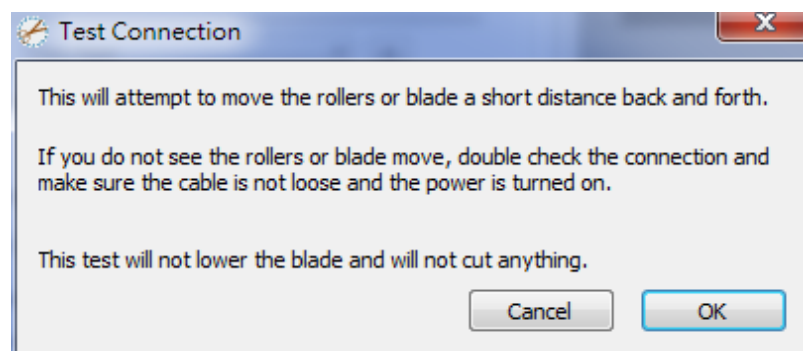 Test Connection
This will attempt to move the rollers or blade a short distance back and forth.
If you do not see the rollers or blade move, double check the connection and
make sure the cable is not loose and the power is turned on.
This test will not lower the blade and will not cut anything.
Cancel
OK